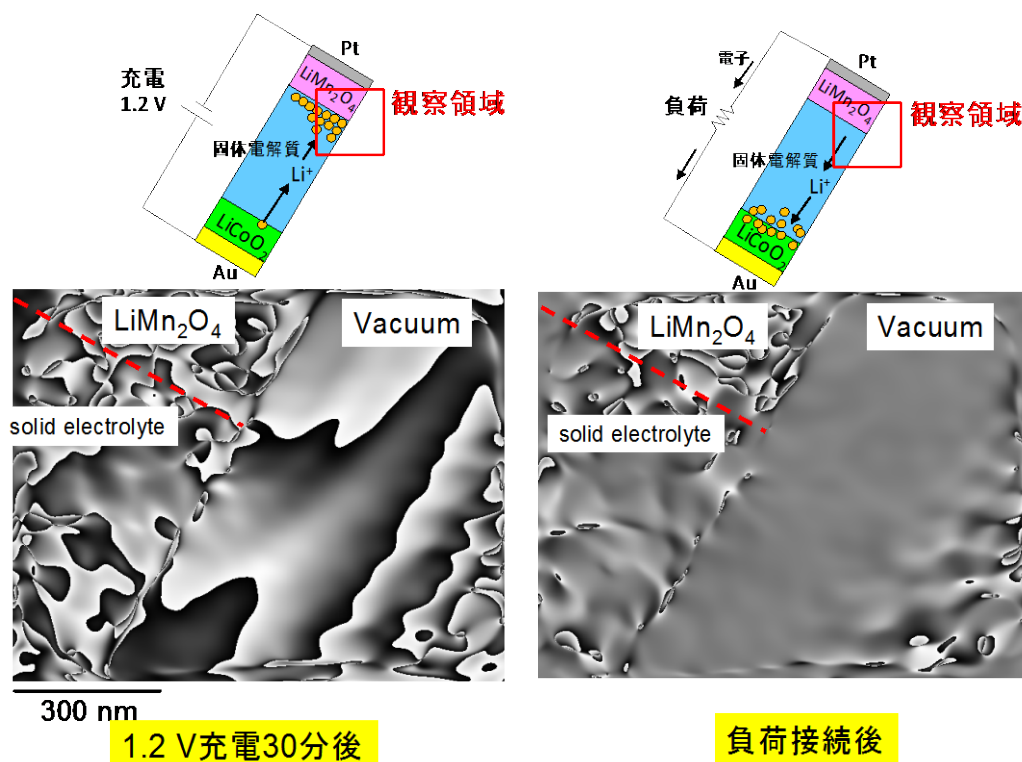 Pt
LiMn2O4
充電
1.2 V
観察領域
固体電解質
Li+
LiCoO2
Au
電子
Pt
LiMn2O4
負荷
観察領域
固体電解質
Li+
LiCoO2
Au
LiMn2O4
Vacuum
solid electrolyte
LiMn2O4
Vacuum
solid electrolyte
300 nm
1.2 V充電30分後
負荷接続後